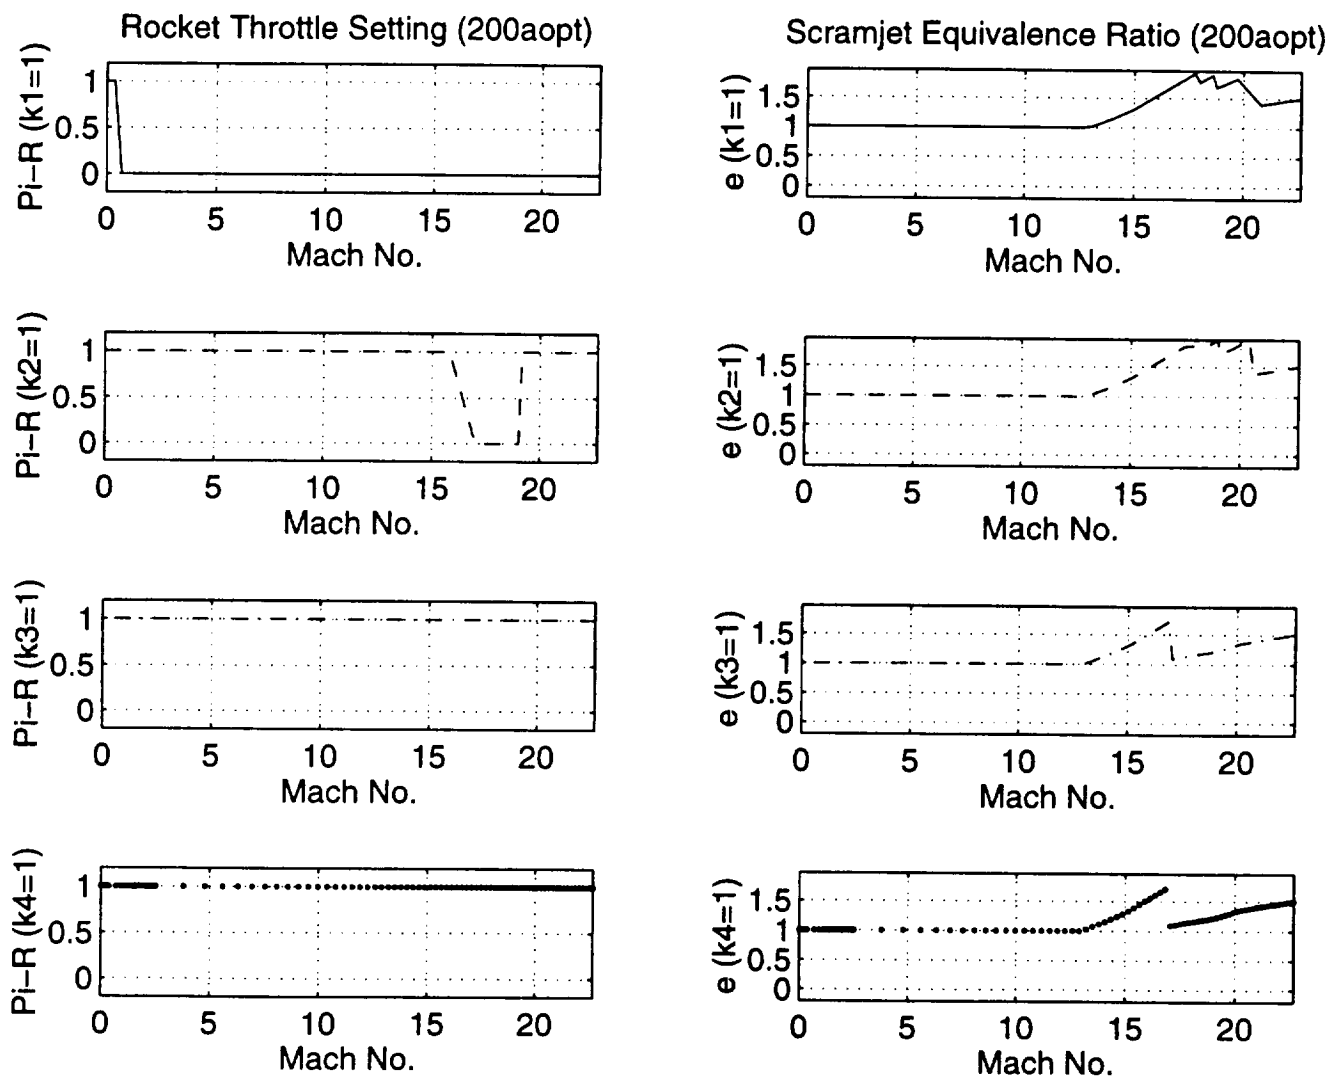 Rocket Throttle Setting (200aopt)
Pi-R (k1=1)
1
0.5
0
0 5 10 15 20
Mach No.
Scramjet Equivalence Ratio (200aopt)
e (k1=1)
1.5
1
0.5
0
0 5 10 15 20
Mach No.
Pi-R (k2=1)
1
0.5
0
0 5 10 15 20
Mach No.
e (k2=1)
1.5
1
0.5
0
0 5 10 15 20
Mach No.
Pi-R (k3=1)
1
0.5
0
0 5 10 15 20
Mach No.
e (k3=1)
1.5
1
0.5
0
0 5 10 15 20
Mach No.
Pi-R (k4=1)
1
0.5
0
0 5 10 15 20
Mach No.
e (k4=1)
1.5
1
0.5
0
0 5 10 15 20
Mach No.